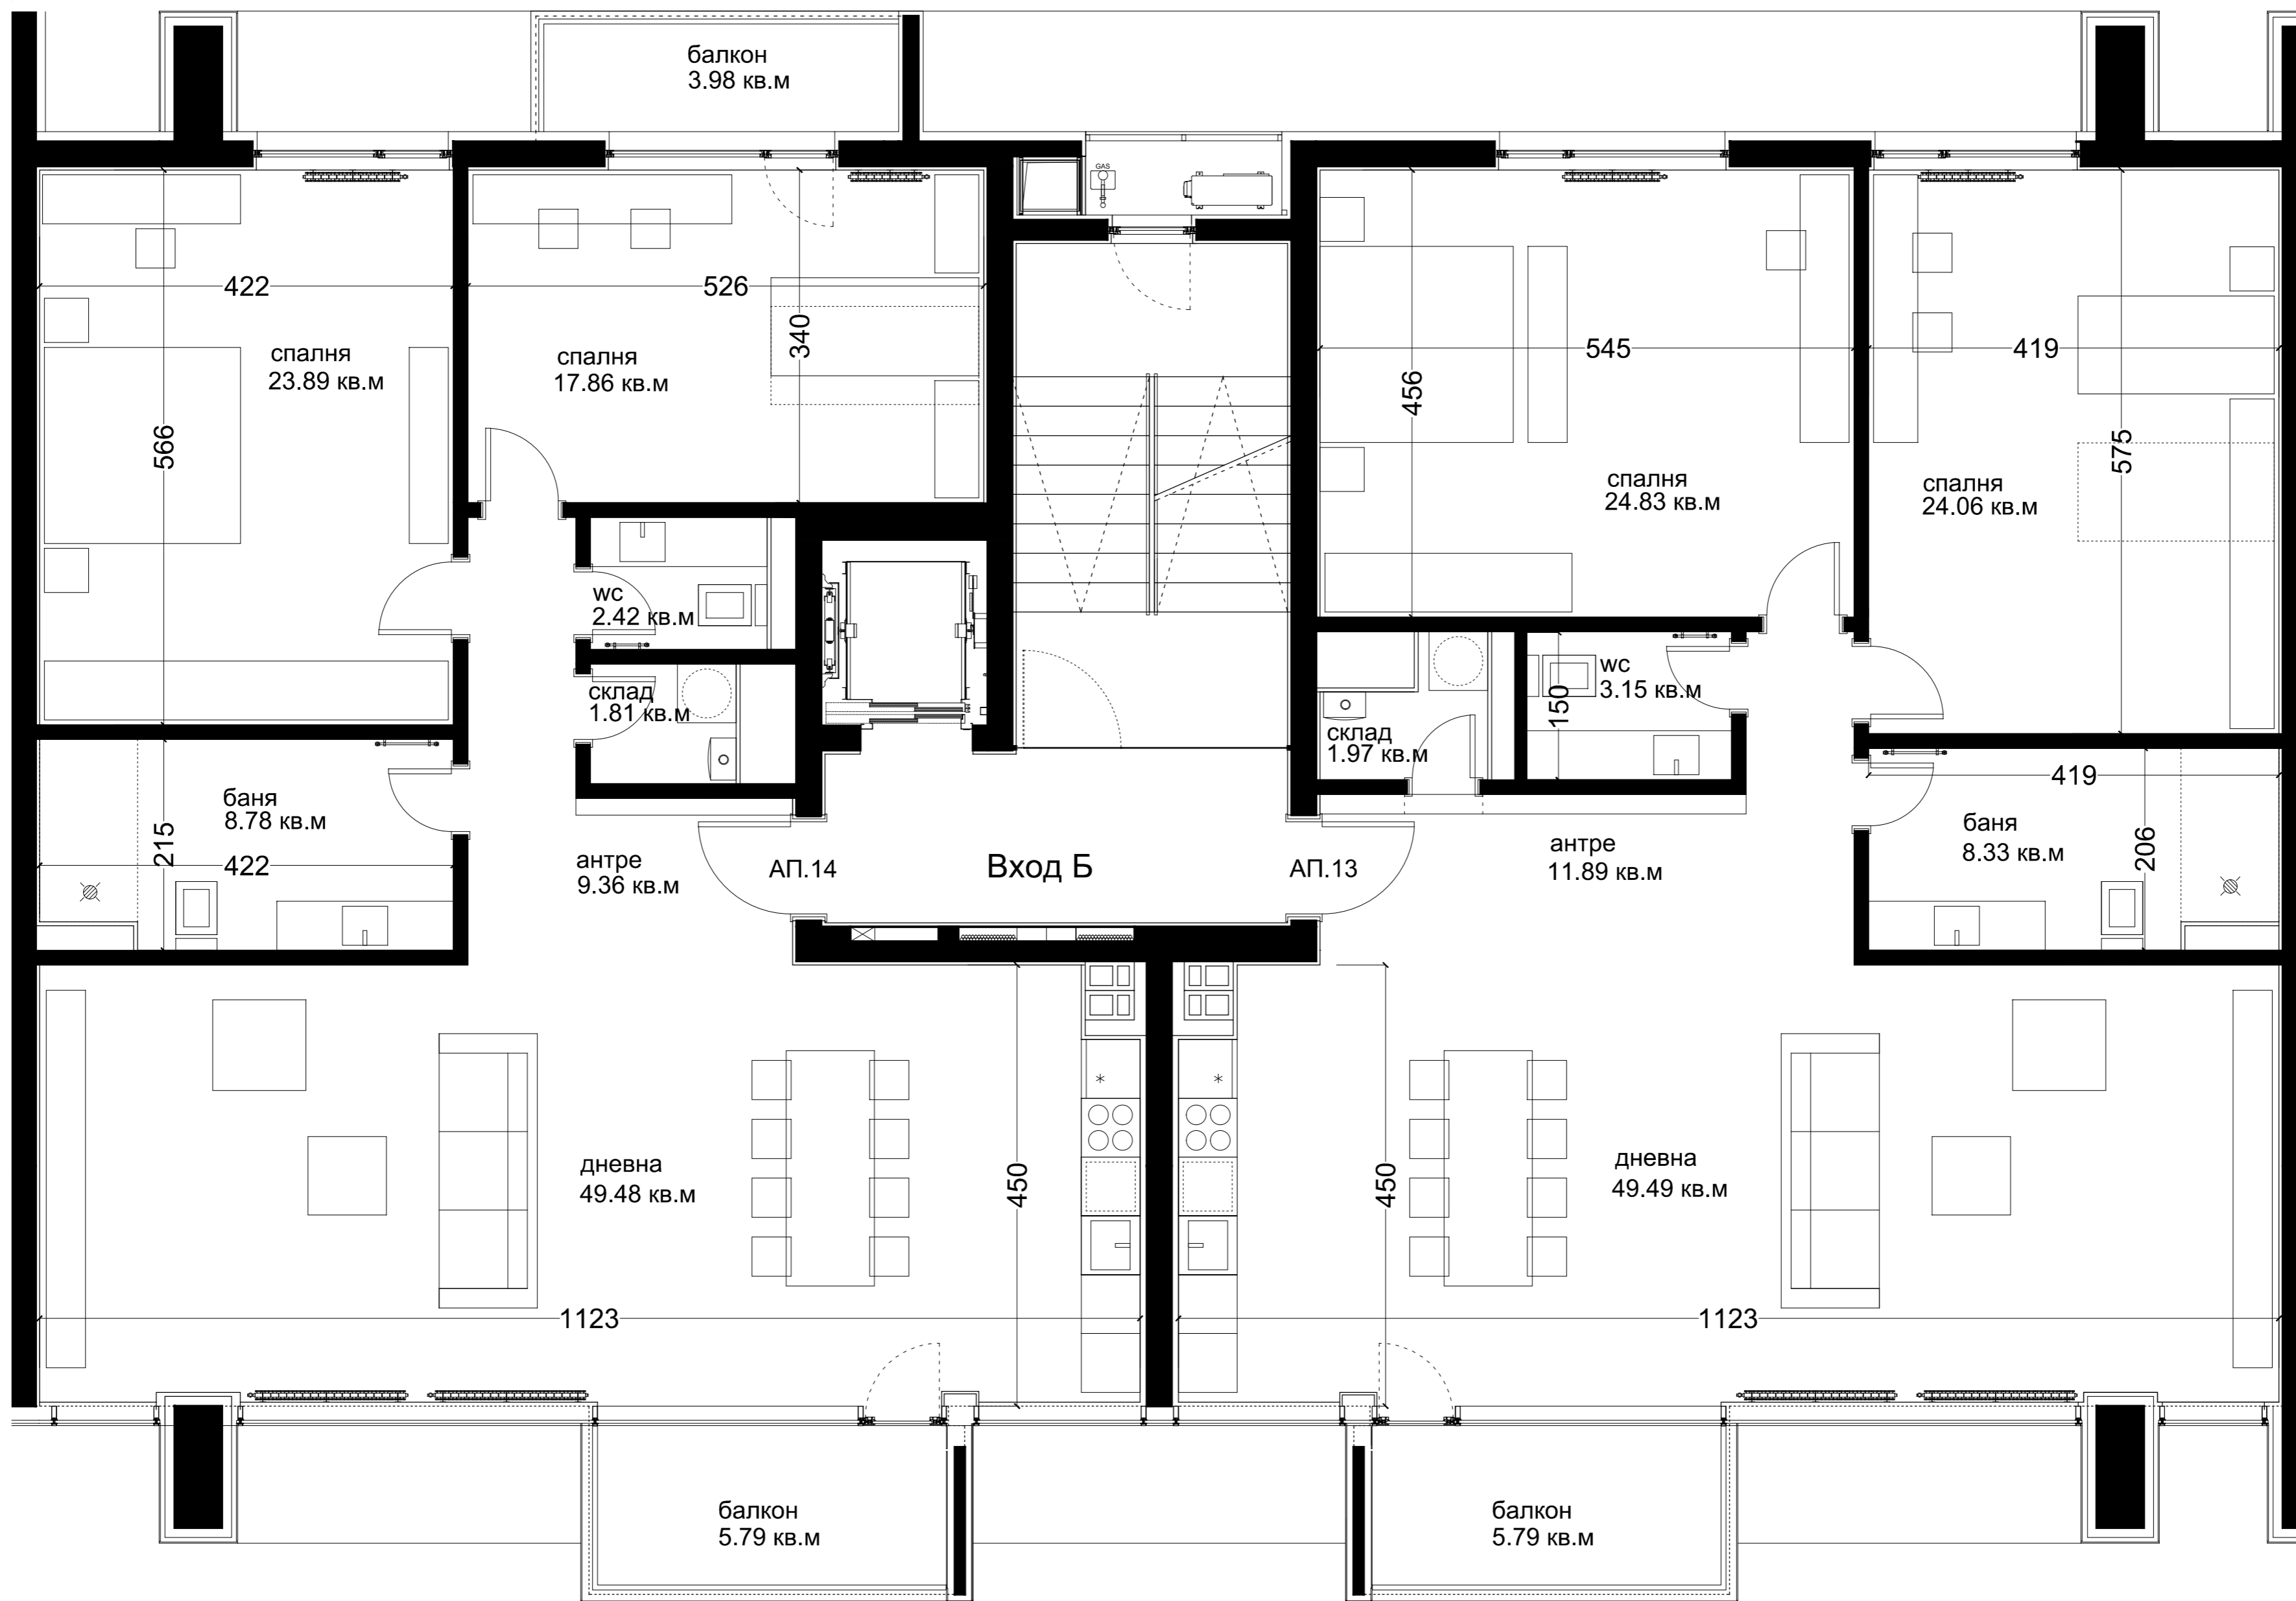 балкон
3.98 кв.м
GAS
422
526
545
419
340
456
566
575
спалня
23.89 кв.м
спалня
17.86 кв.м
спалня
24.83 кв.м
спалня
24.06 кв.м
wc
2.42 кв.м
склад
1.81 кв.м
wc
3.15 кв.м
150
склад
1.97 кв.м
баня
8.78 кв.м
215
422
антре
9.36 кв.м
АП.14
Вход Б
АП.13
антре
11.89 кв.м
419
баня
8.33 кв.м
206
дневна
49.48 кв.м
450
450
дневна
49.49 кв.м
1123
1123
балкон
5.79 кв.м
балкон
5.79 кв.м